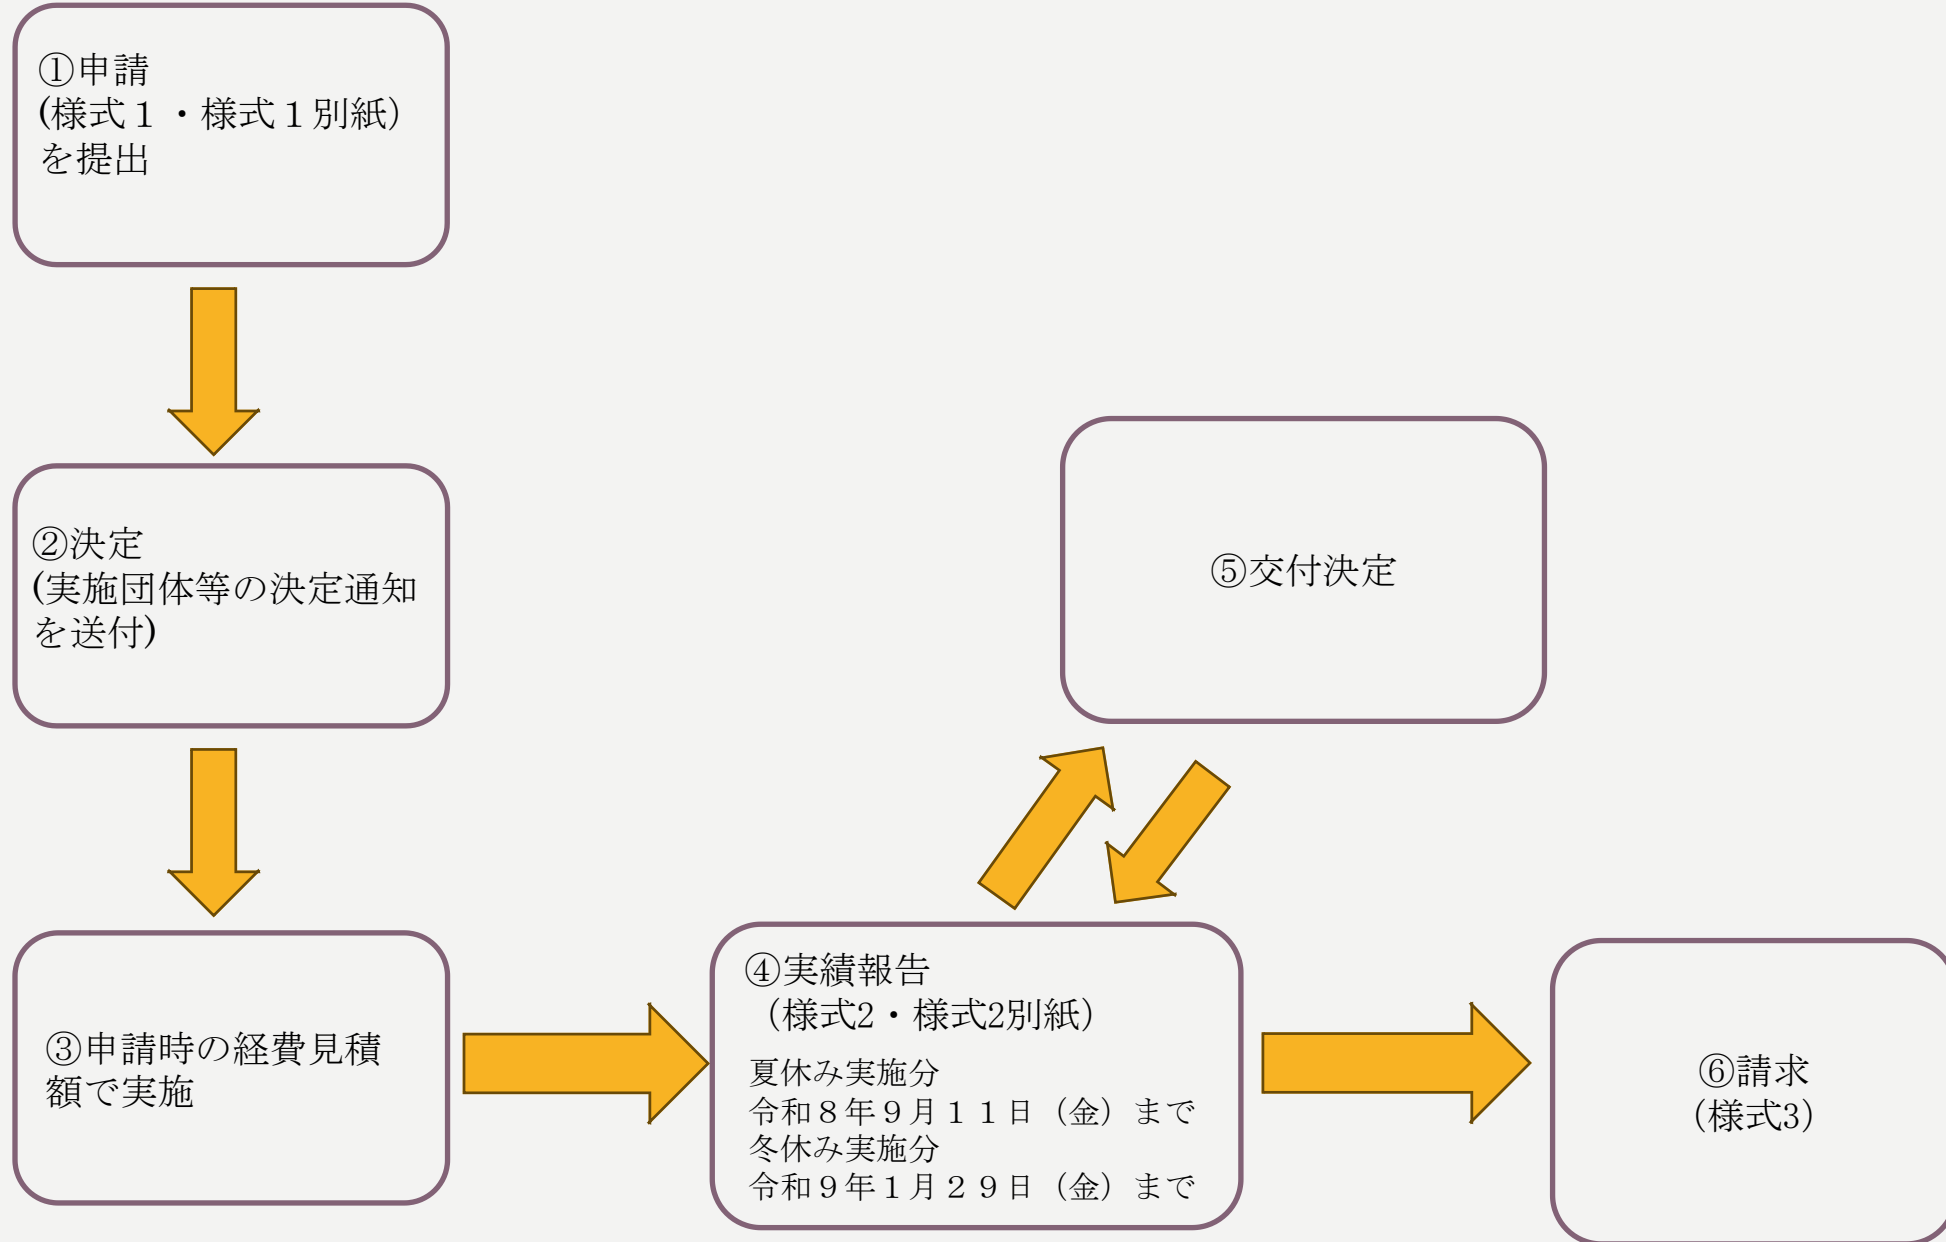 ①申請
(様式１・様式１別紙）
を提出
②決定
(実施団体等の決定通知
を送付)
③申請時の経費見積
額で実施
④実績報告
（様式2・様式2別紙）
夏休み実施分
令和８年９月１１日（金）まで
冬休み実施分
令和９年１月２９日（金）まで
⑤交付決定
⑥請求
（様式3）